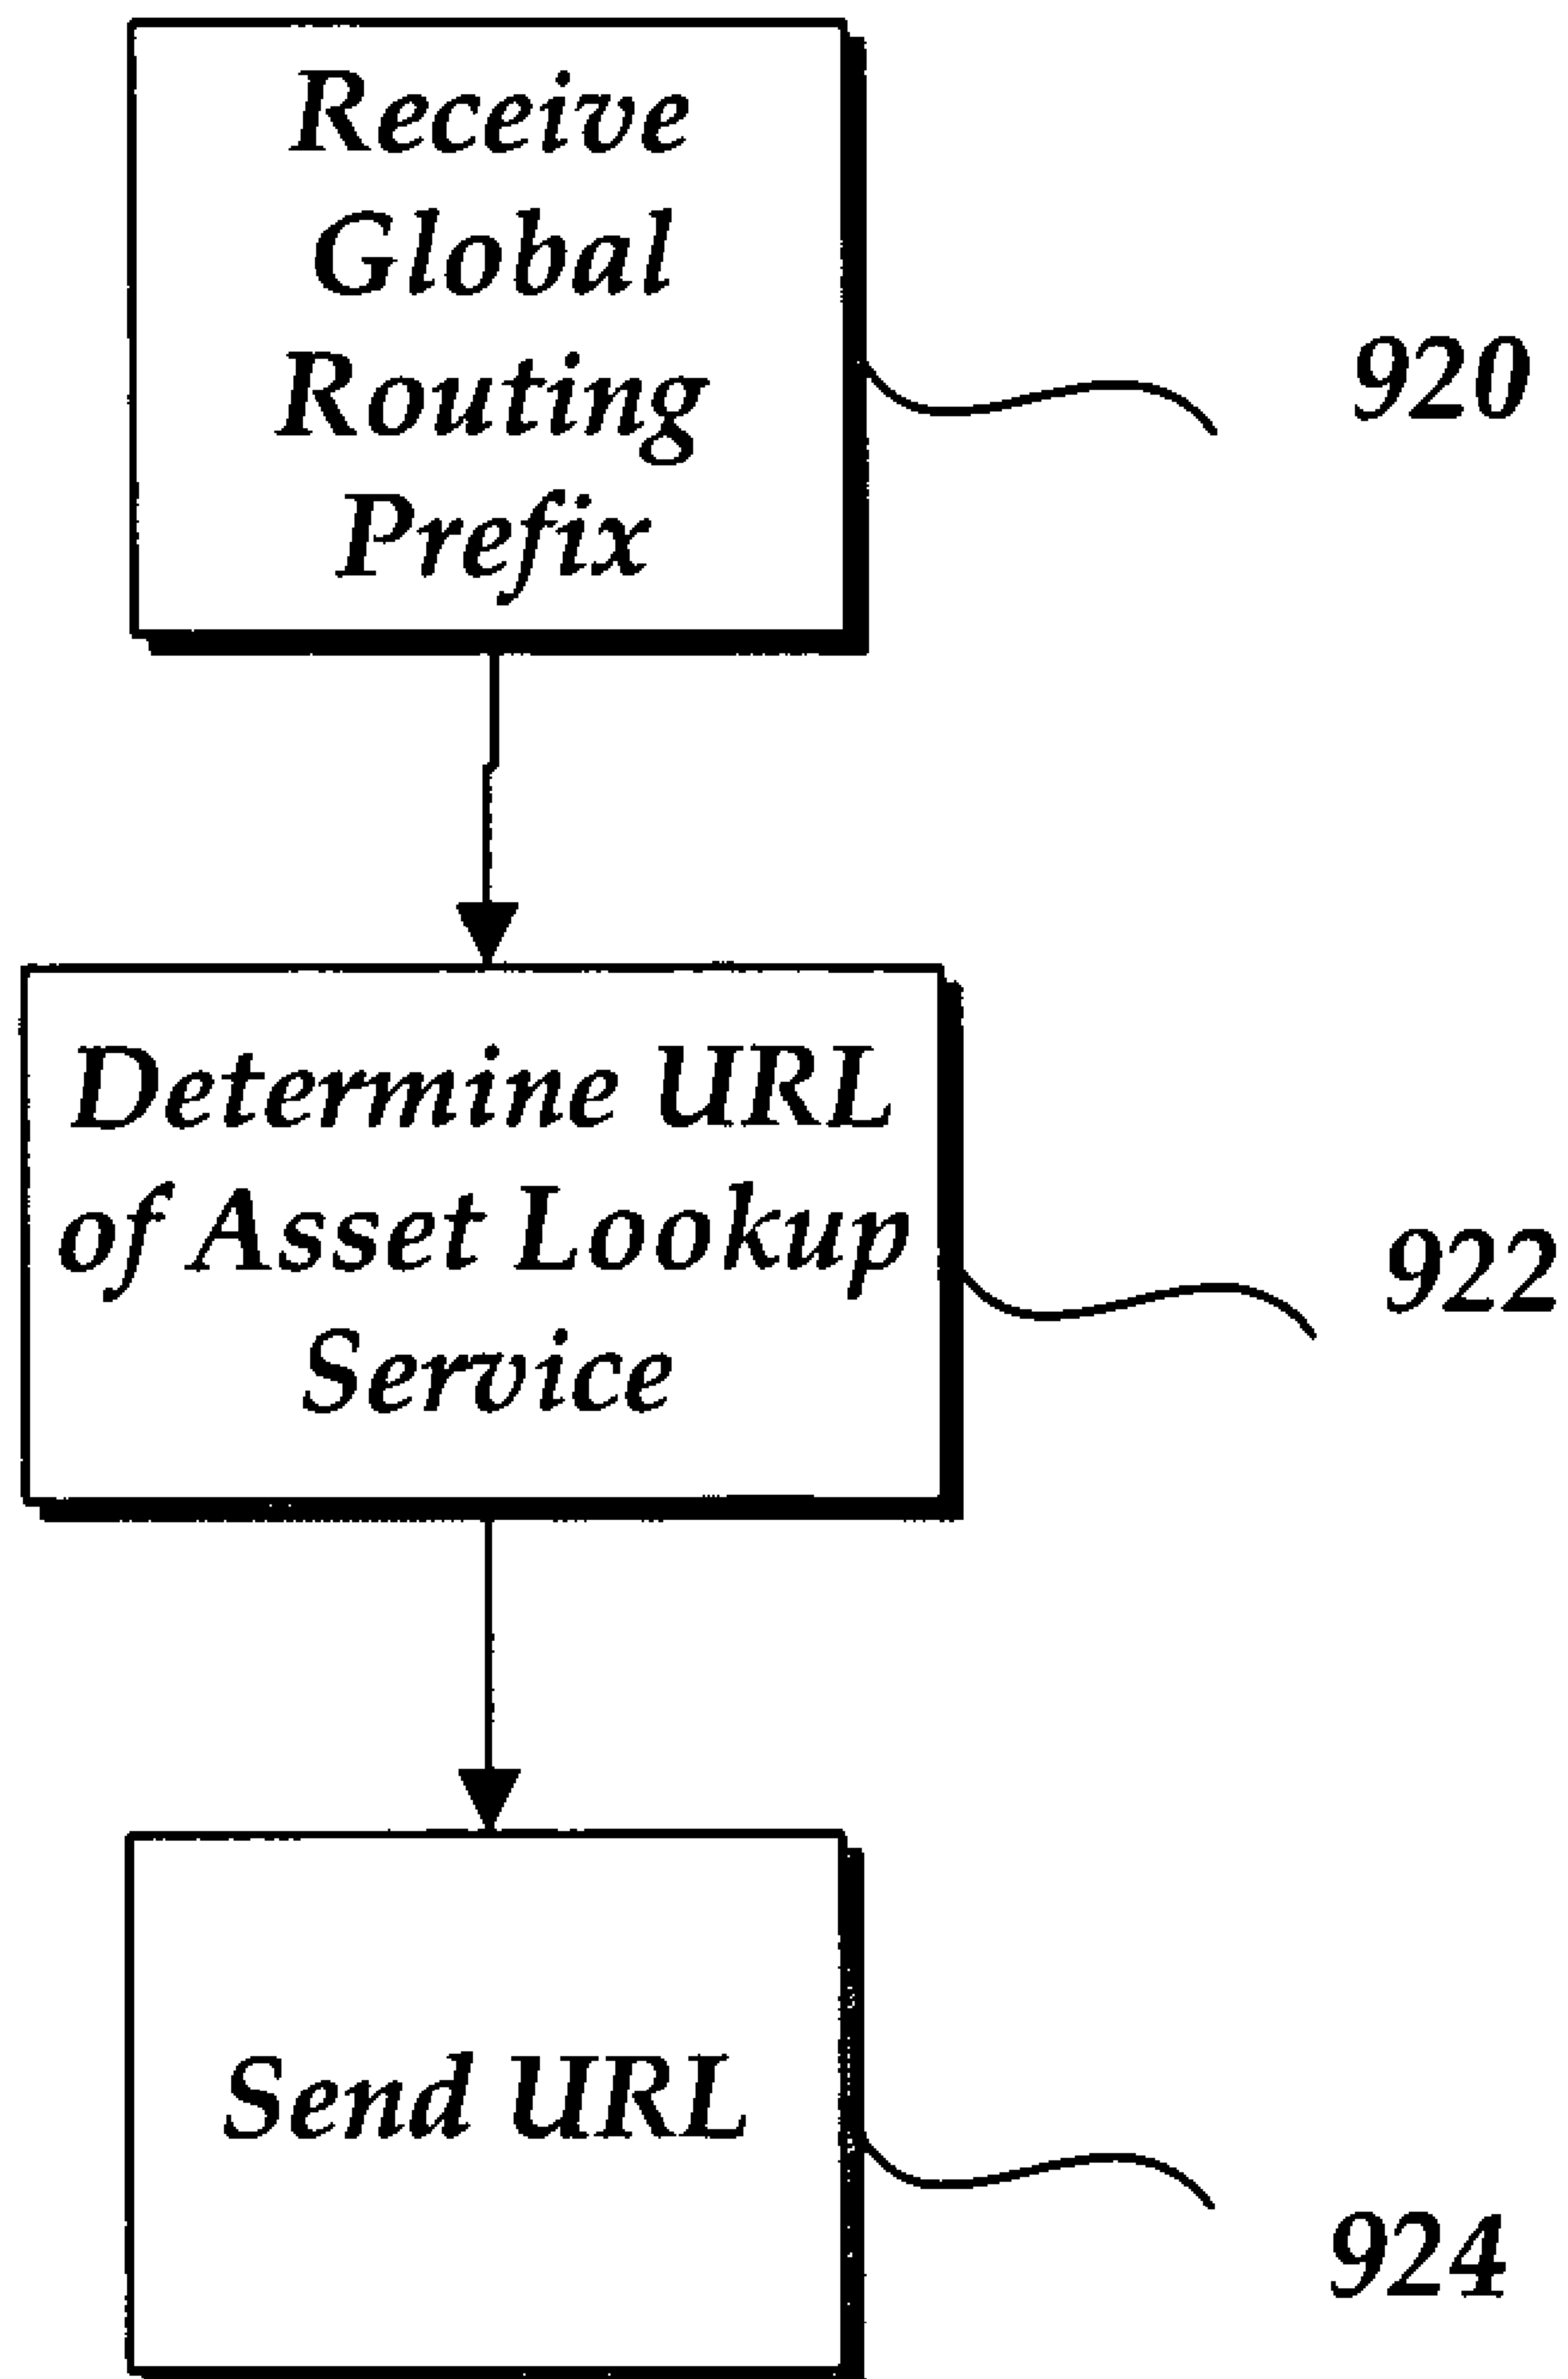 Receive
Global
Routing
Prefix
920
Determine URL
of Asset Lookup
Service
922
Send URL
924